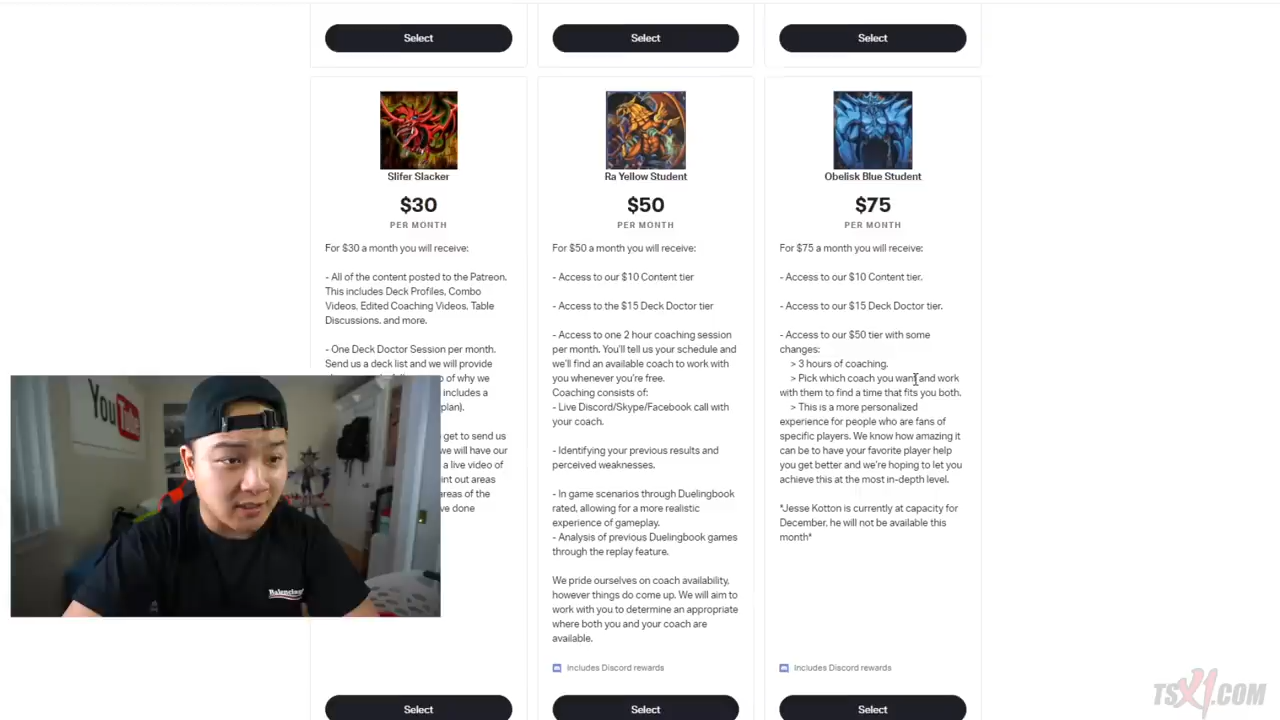 Select
Select
Select
Slifer Slacker
$30
PER MONTH
For $30 a month you will receive:
- All of the content posted to the Patreon.
This includes Deck Profiles, Combo
Videos, Edited Coaching Videos, Table
Discussions, and more.
- One Deck Doctor Session per month.
Send us a deck list and we will provide
of why we
includes a
plan).
get to send us
we will have our
a live video of
int out areas
areas of the
ve done
Select
Ra Yellow Student
$50
PER MONTH
For $50 a month you will receive:
- Access to our $10 Content tier
- Access to the $15 Deck Doctor tier
- Access to one 2 hour coaching session
per month. You'll tell us your schedule and
we'll find an available coach to work with
you whenever you're free.
Coaching consists of:
- Live Discord/Skype/Facebook call with
your coach.
- Identifying your previous results and
perceived weaknesses.
- In game scenarios through Duelingbook
rated, allowing for a more realistic
experience of gameplay.
- Analysis of previous Duelingbook games
through the replay feature.
We pride ourselves on coach availability,
however things do come up. We will aim to
work with you to determine an appropriate
where both you and your coach are
available.
Includes Discord rewards
Select
Obelisk Blue Student
$75
PER MONTH
For $75 a month you will receive:
- Access to our $10 Content tier.
- Access to our $15 Deck Doctor tier.
- Access to our $50 tier with some
changes:
> 3 hours of coaching.
> Pick which coach you want and work
with them to find a time that fits you both.
> This is a more personalized
experience for people who are fans of
specific players. We know how amazing it
can be to have your favorite player help
you get better and we're hoping to let you
achieve this at the most in-depth level.
*Jesse Kotton is currently at capacity for
December, he will not be available this
month*
Includes Discord rewards
Select
You Tube
Balenciaga
TSX1.COM